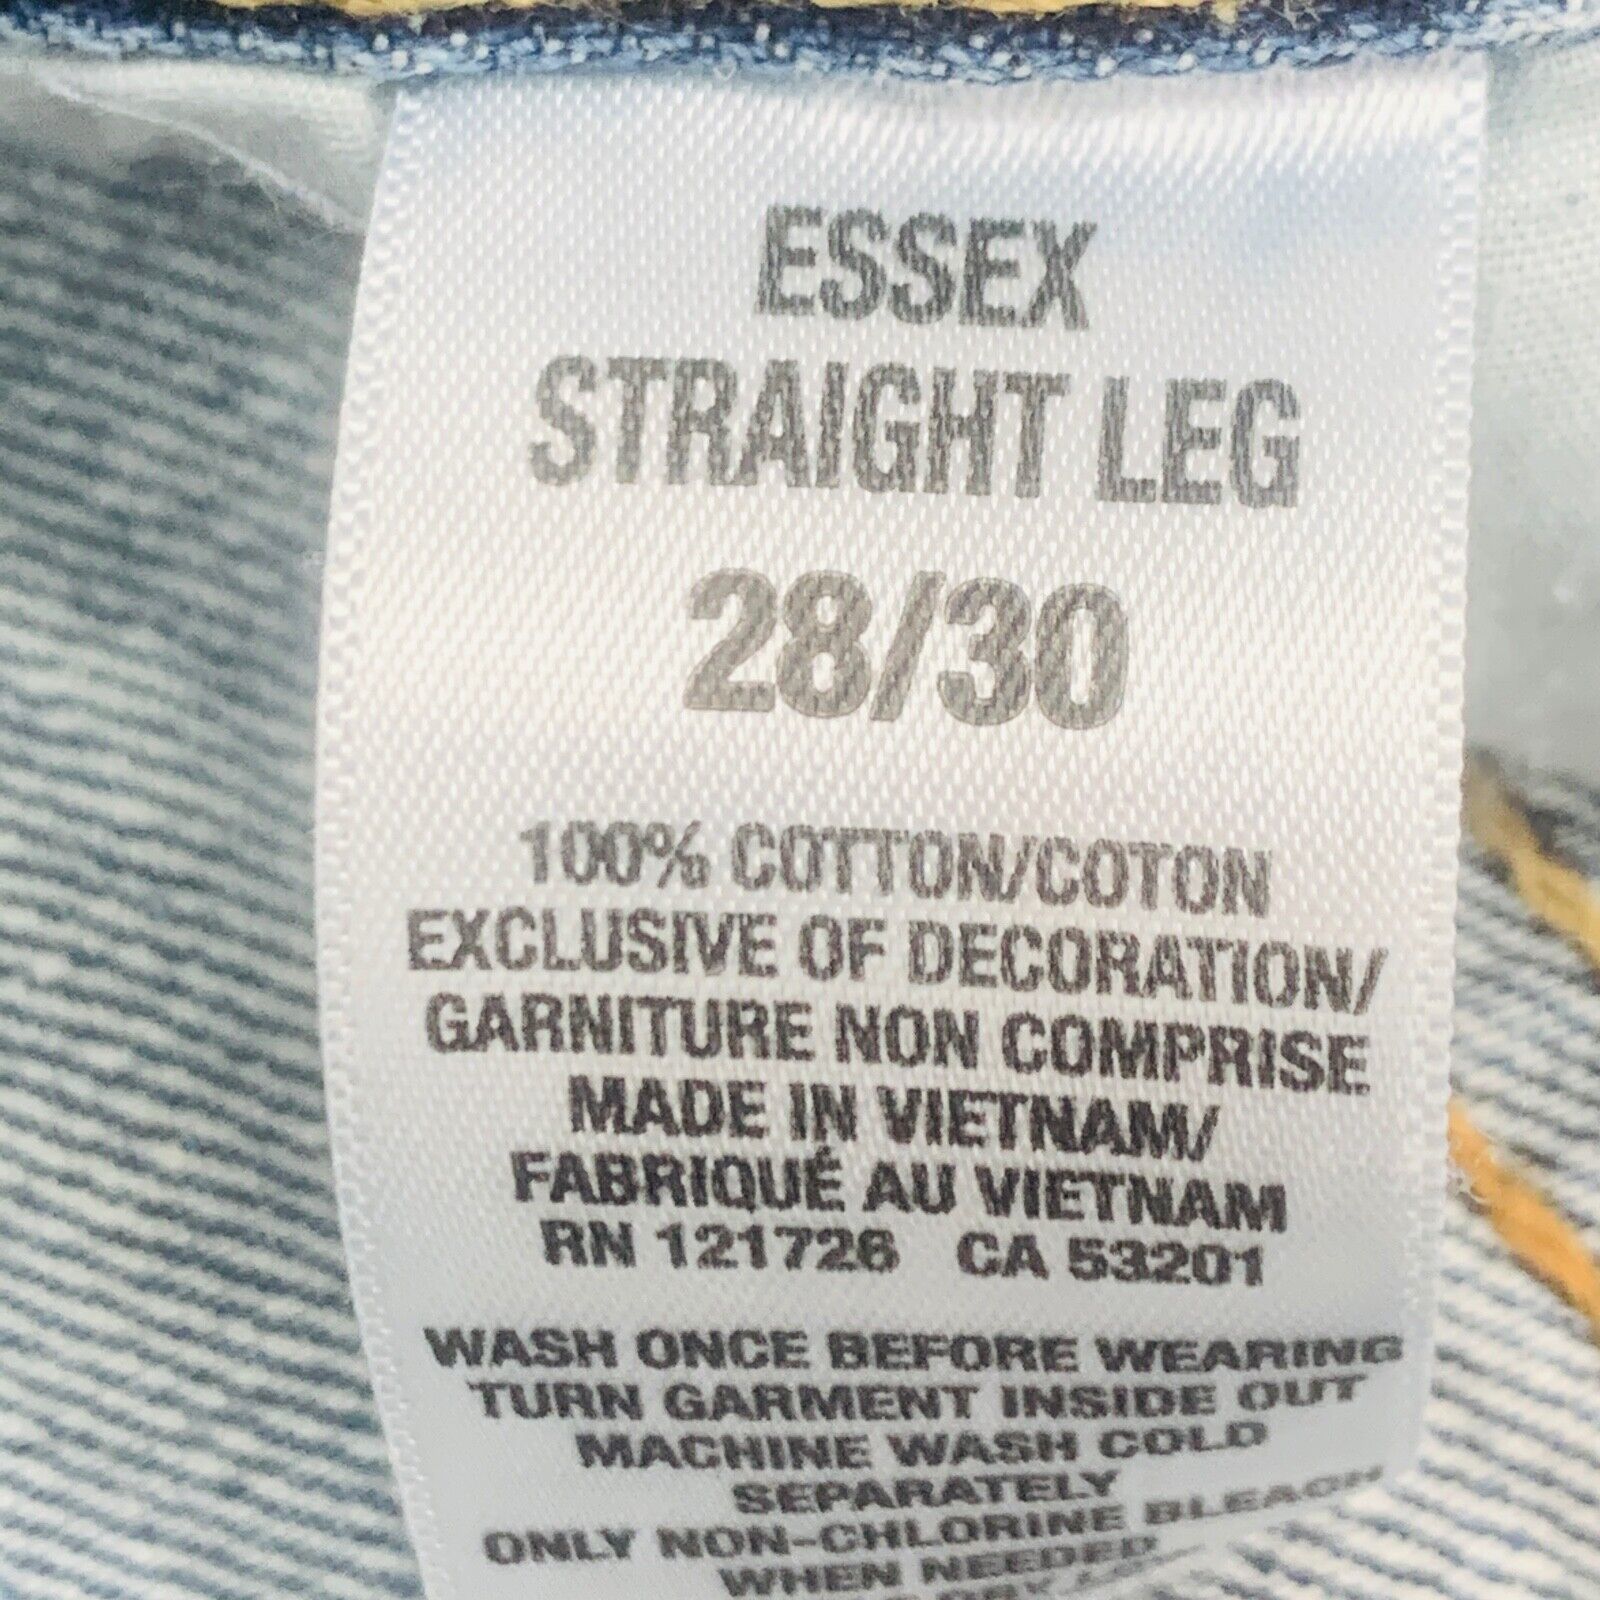 ESSEX
STRAIGHT LEG
28/30
100% COTTON/COTON
EXCLUSIVE OF DECORATION/
GARNITURE NON COMPRISE
MADE IN VIETNAM/
FABRIQUÉ AU VIETNAM
RN 121726 CA 53201
WASH ONCE BEFORE WEARING
TURN GARMENT INSIDE OUT
MACHINE WASH COLD
SEPARATELY
ONLY NON-CHLORINE BLEACH
WHEN NEEDED